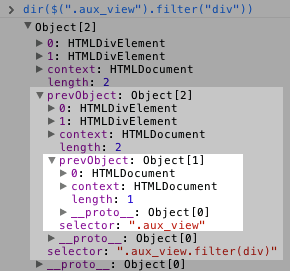 > dir($(".aux_view").filter("div"))
▼ Object[2]
▶ 0: HTMLDivElement
▶ 1: HTMLDivElement
▶ context: HTMLDocument
length: 2
▼ prevObject: Object[2]
▶ 0: HTMLDivElement
▶ 1: HTMLDivElement
▶ context: HTMLDocument
length: 2
▼ prevObject: Object[1]
▶ 0: HTMLDocument
▶ context: HTMLDocument
length: 1
▶ __proto__: Object[0]
selector: ".aux_view"
▶ __proto__: Object[0]
selector: ".aux_view.filter(div)"
▶ __proto__: Object[0]